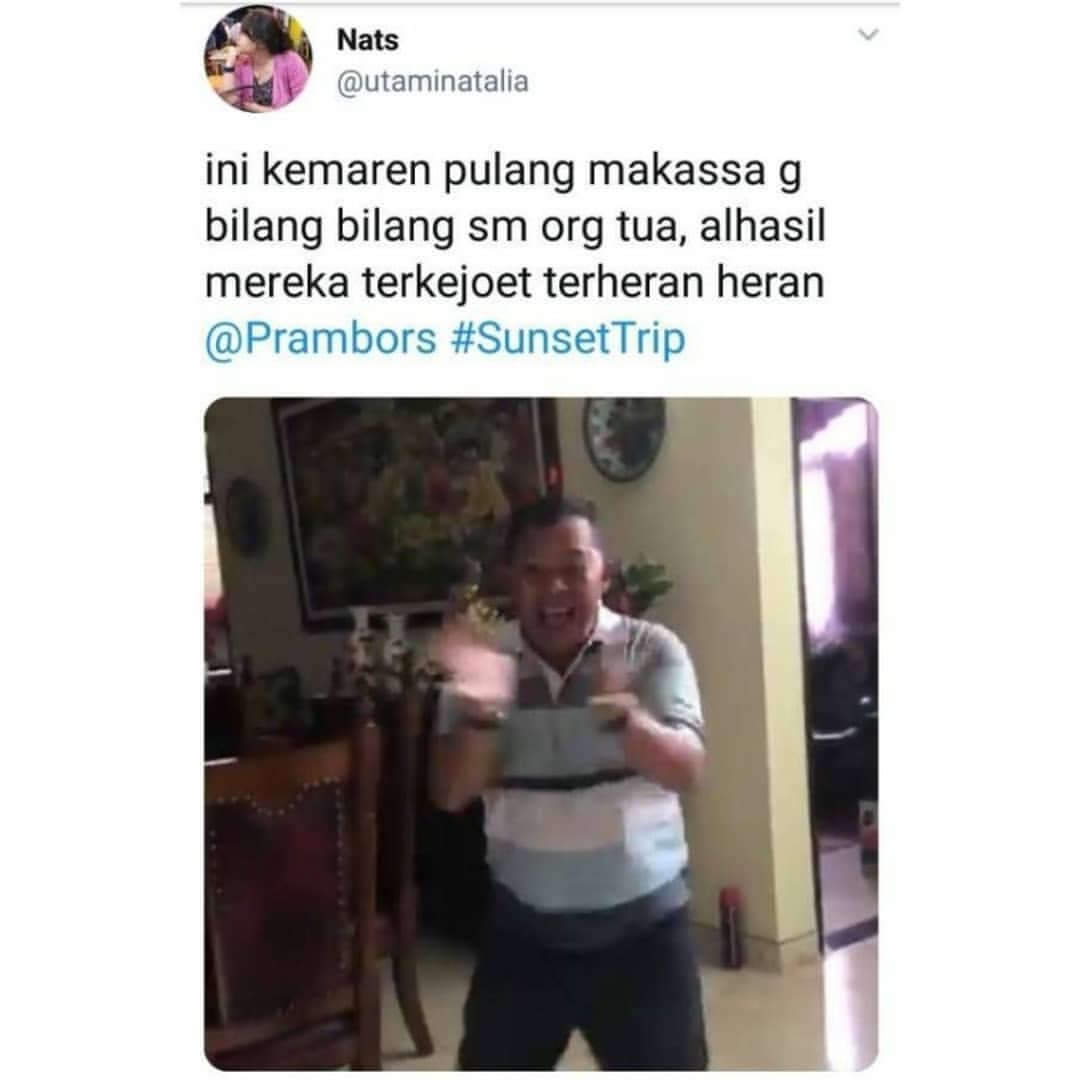 Nats
@utaminatalia
ini kemaren pulang makassa g
bilang bilang sm org tua, alhasil
mereka terkejoet terheran heran
@Prambors #SunsetTrip